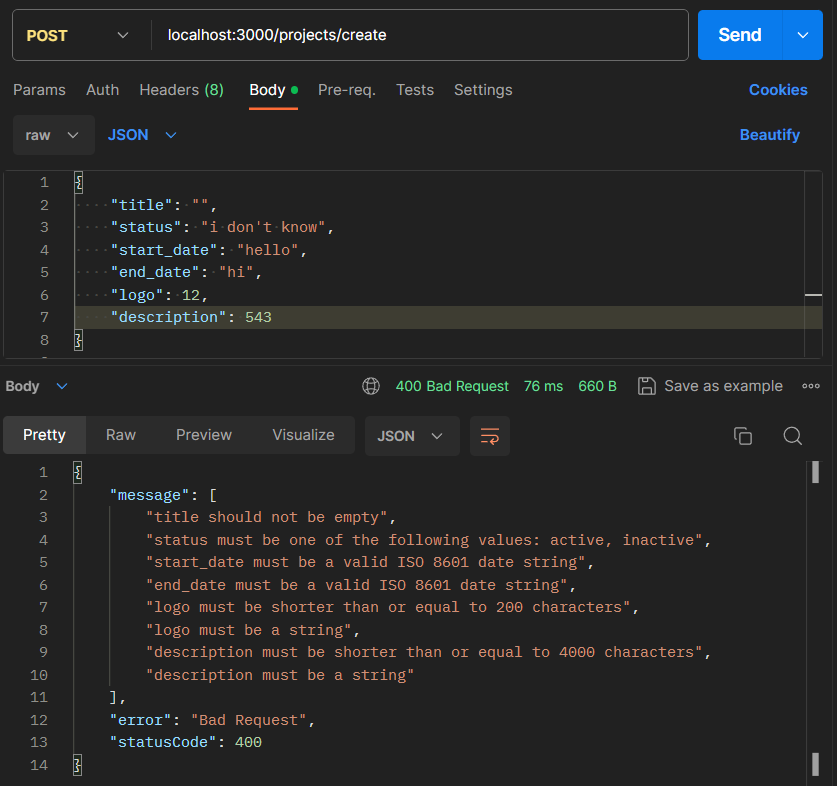 POST localhost:3000/projects/create Send
Params Auth Headers (8) Body Pre-req. Tests Settings Cookies
raw JSON Beautify
1 {
2 "title": "",
3 "status": "i don't know",
4 "start_date": "hello",
5 "end_date": "hi",
6 "logo": 12,
7 "description": 543
8 }
Body 400 Bad Request 76 ms 660 B Save as example
Pretty Raw Preview Visualize JSON
1 {
2 "message": [
3 "title should not be empty",
4 "status must be one of the following values: active, inactive",
5 "start_date must be a valid ISO 8601 date string",
6 "end_date must be a valid ISO 8601 date string",
7 "logo must be shorter than or equal to 200 characters",
8 "logo must be a string",
9 "description must be shorter than or equal to 4000 characters",
10 "description must be a string"
11 ],
12 "error": "Bad Request",
13 "statusCode": 400
14 }